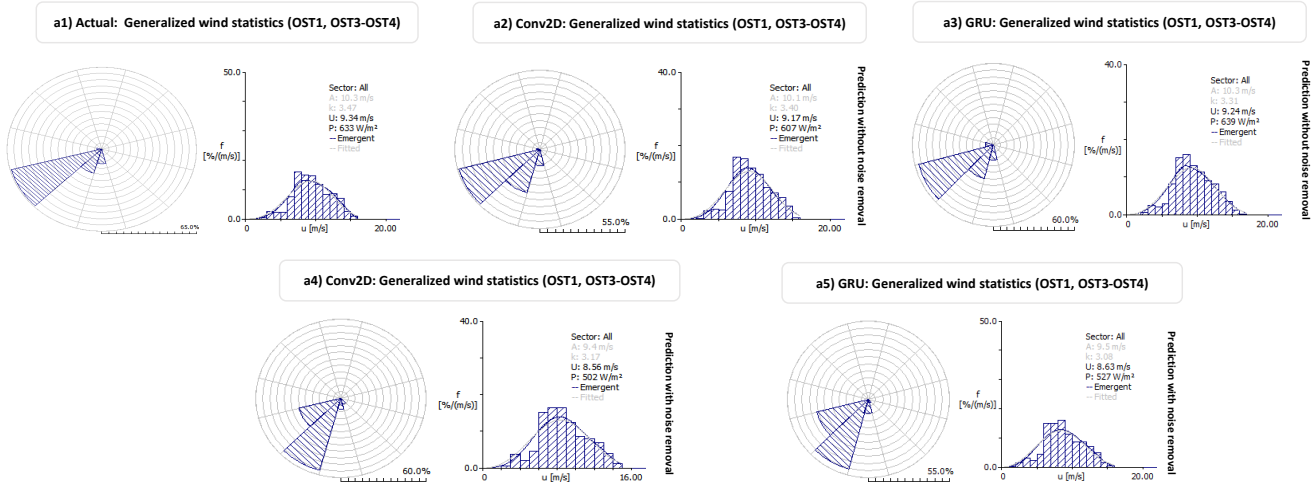 a1) Actual: Generalized wind statistics (OST1, OST3-OST4)
65.0%
50.0
f
[%/(m/s)]
0.0
0
u [m/s]
20.00
Sector: All
A: 10.3 m/s
k: 3.47
U: 9.34 m/s
P: 633 W/m²
--Emergent
--Fitted
a2) Conv2D: Generalized wind statistics (OST1, OST3-OST4)
55.0%
40.0
f
[%/(m/s)]
0.0
0
u [m/s]
20.00
Sector: All
A: 10.1 m/s
k: 3.40
U: 9.17 m/s
P: 607 W/m²
--Emergent
--Fitted
Prediction without noise removal
a3) GRU: Generalized wind statistics (OST1, OST3-OST4)
60.0%
40.0
f
[%/(m/s)]
0.0
0
u [m/s]
20.00
Sector: All
A: 10.3 m/s
k: 3.31
U: 9.24 m/s
P: 639 W/m²
--Emergent
--Fitted
Prediction without noise removal
a4) Conv2D: Generalized wind statistics (OST1, OST3-OST4)
60.0%
40.0
f
[%/(m/s)]
0.0
0
u [m/s]
16.00
Sector: All
A: 9.4 m/s
k: 3.17
U: 8.56 m/s
P: 502 W/m²
--Emergent
--Fitted
Prediction with noise removal
a5) GRU: Generalized wind statistics (OST1, OST3-OST4)
55.0%
50.0
f
[%/(m/s)]
0.0
0
u [m/s]
20.00
Sector: All
A: 9.5 m/s
k: 3.08
U: 8.63 m/s
P: 527 W/m²
--Emergent
--Fitted
Prediction with noise removal